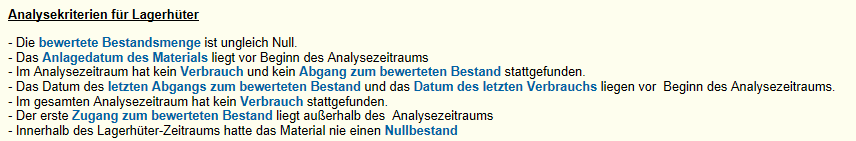 Analysekriterien für Lagerhüter
- Die bewertete Bestandsmenge ist ungleich Null.
- Das Anlagedatum des Materials liegt vor Beginn des Analysezeitraums
- Im Analysezeitraum hat kein Verbrauch und kein Abgang zum bewerteten Bestand stattgefunden.
- Das Datum des letzten Abgangs zum bewerteten Bestand und das Datum des letzten Verbrauchs liegen vor Beginn des Analysezeitraums.
- Im gesamten Analysezeitraum hat kein Verbrauch stattgefunden.
- Der erste Zugang zum bewerteten Bestand liegt außerhalb des Analysezeitraums
- Innerhalb des Lagerhüter-Zeitraums hatte das Material nie einen Nullbestand